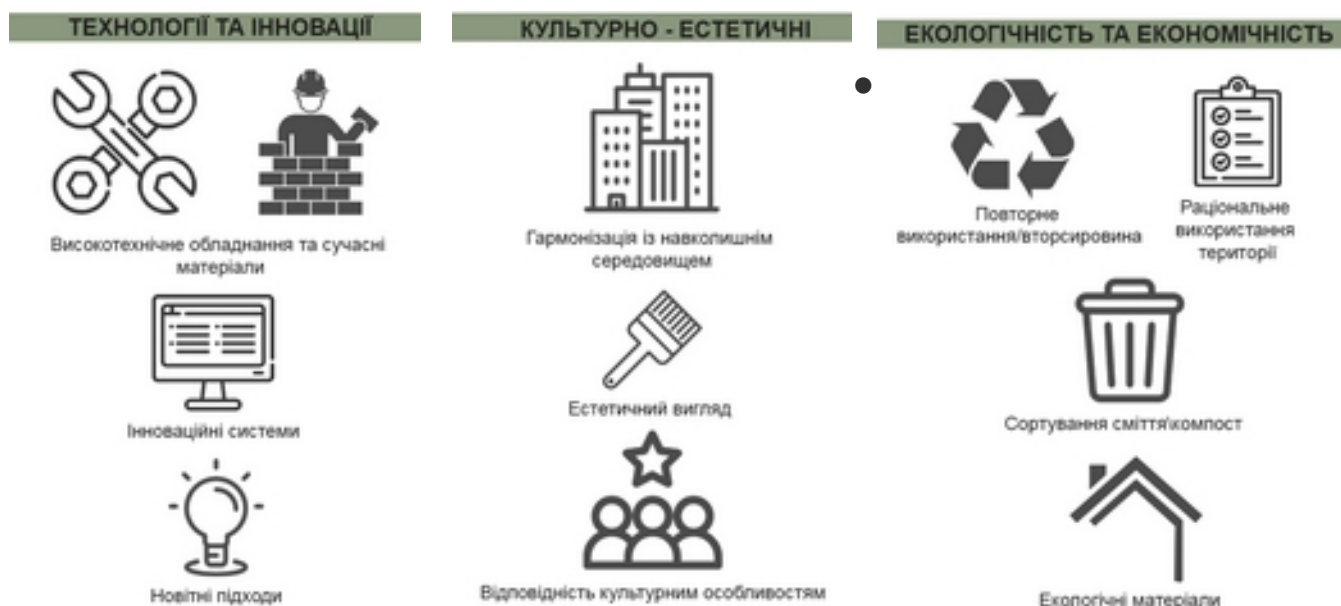 ТЕХНОЛОГІЇ ТА ІННОВАЦІЇ
Високотехнічне обладнання та сучасні
матеріали
Інноваційні системи
Новітні підходи
КУЛЬТУРНО - ЕСТЕТИЧНІ
Гармонізація із навколишнім
середовищем
Естетичний вигляд
Відповідність культурним особливостям
ЕКОЛОГІЧНІСТЬ ТА ЕКОНОМІЧНІСТЬ
Повторне
використання/вторсировина
Раціональне
використання
території
Сортування сміття\компост
Екологічні матеріали